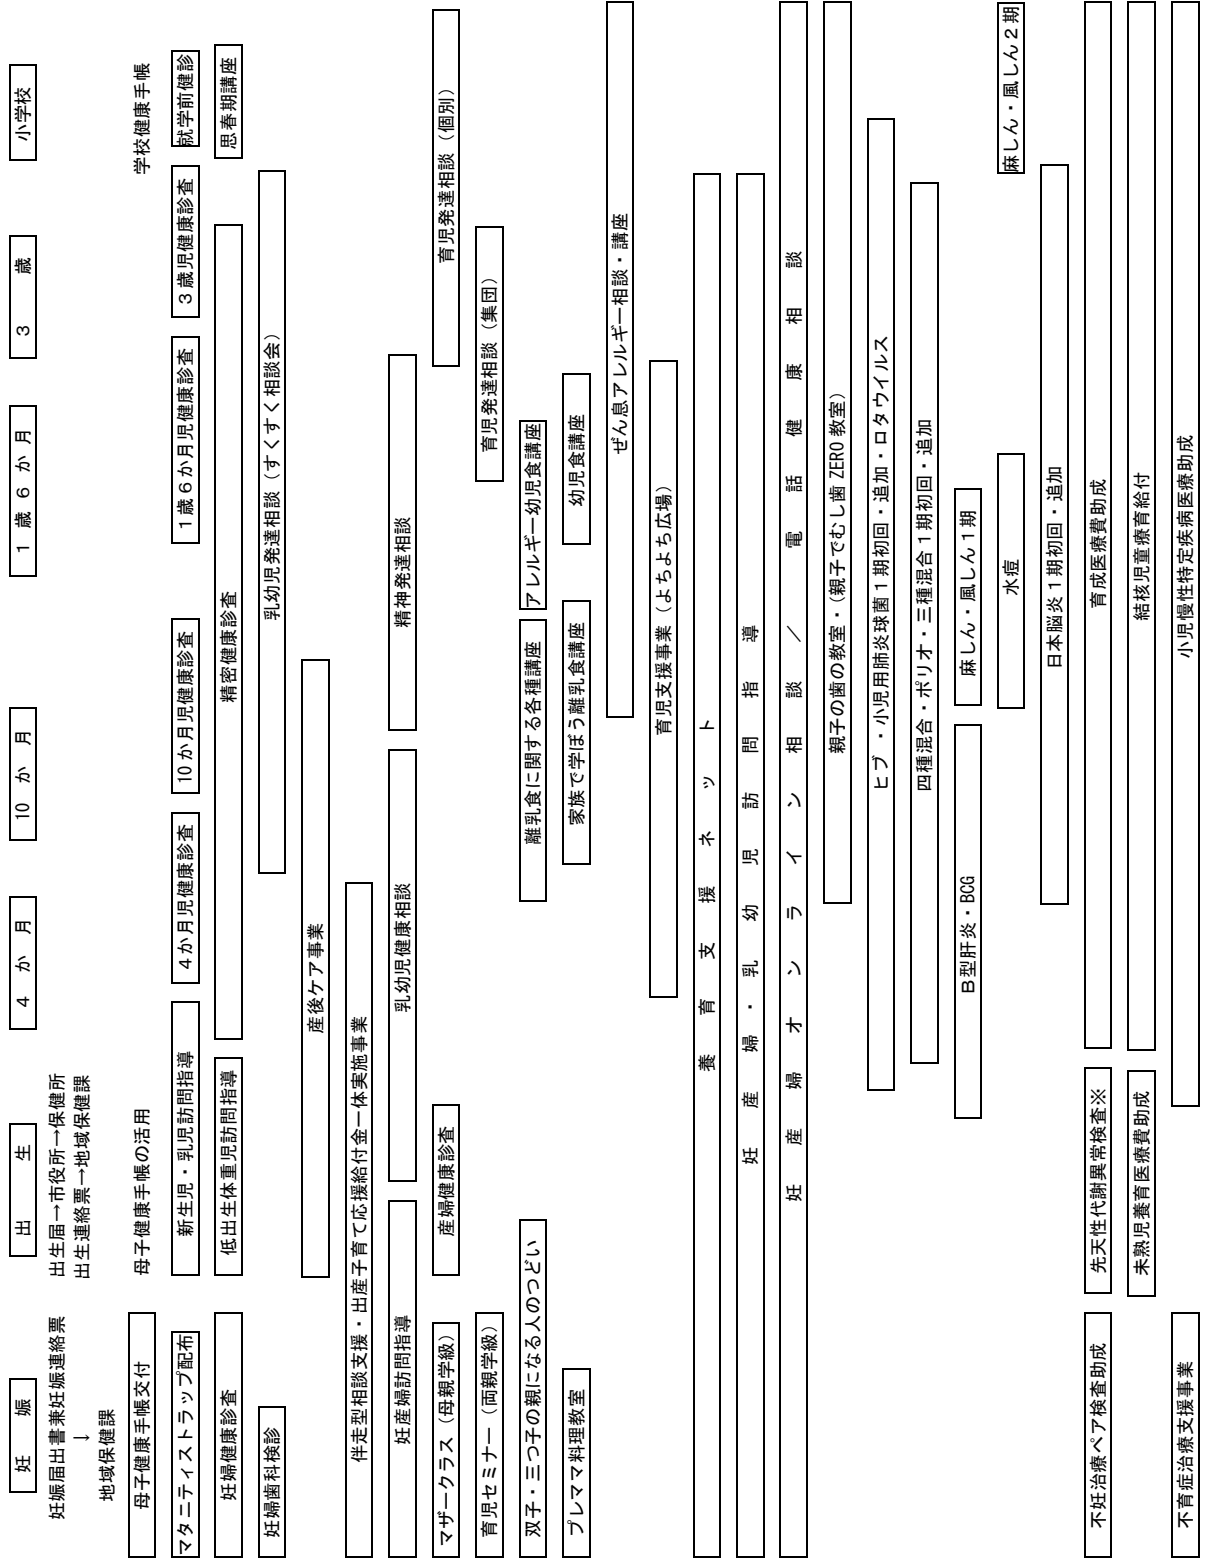 妊娠
出生
4か月
10か月
1歳6か月
3歳
小学校
妊娠届出書兼妊娠連絡票
↓
地域保健課
出生届→市役所→保健所
出生連絡票→地域保健課
母子健康手帳交付
母子健康手帳の活用
学校健康手帳
マタニティストラップ配布
新生児・乳児訪問指導
4か月児健康診査
10か月児健康診査
1歳6か月児健康診査
3歳児健康診査
就学前健診
妊婦健康診査
低出生体重児訪問指導
精密健康診査
思春期講座
妊婦歯科検診
乳幼児発達相談（すくすく相談会）
産後ケア事業
伴走型相談支援・出産子育て応援給付金一体実施事業
妊産婦訪問指導
乳幼児健康相談
精神発達相談
マザークラス（母親学級）
産婦健康診査
育児発達相談（個別）
育児セミナー（両親学級）
育児発達相談（集団）
双子・三つ子の親になる人のつどい
離乳食に関する各種講座
アレルギー幼児食講座
プレママ料理教室
家族で学ぼう離乳食講座
幼児食講座
ぜん息アレルギー相談・講座
育児支援事業（よちよち広場）
養育支援ネット
妊産婦・乳幼児訪問指導
妊産婦オンライン相談／電話健康相談
親子の歯の教室・(親子でむし歯ZERO教室)
ヒブ・小児用肺炎球菌1期初回・追加・ロタウイルス
四種混合・ポリオ・三種混合1期初回・追加
B型肝炎・BCG
麻しん・風しん1期
水痘
麻しん・風しん2期
日本脳炎1期初回・追加
不妊治療ペア検査助成
先天性代謝異常検査※
育成医療費助成
未熟児養育医療費助成
結核児童療育給付
不育症治療支援事業
小児慢性特定疾病医療助成